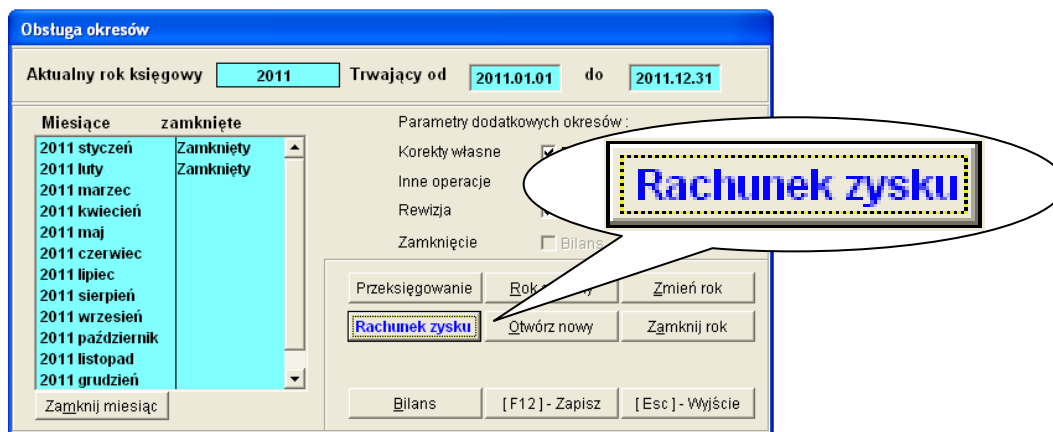 Obsługa okresów
Aktualny rok księgowy 2011 Trwający od 2011.01.01 do 2011.12.31
Miesiące zamknięte
2011 styczeń Zamknięty
2011 luty Zamknięty
2011 marzec
2011 kwiecień
2011 maj
2011 czerwiec
2011 lipiec
2011 sierpień
2011 wrzesień
2011 październik
2011 listopad
2011 grudzień
Zamknij miesiąc
Parametry dodatkowych okresów :
Korekty własne
Inne operacje
Rewizja
Zamknięcie Bilans
Rachunek zysku
Przeksięgowanie Rok Zmień rok
Rachunek zysku Otwórz nowy Zamknij rok
Bilans [ F12 ] - Zapisz [ Esc ] - Wyjście